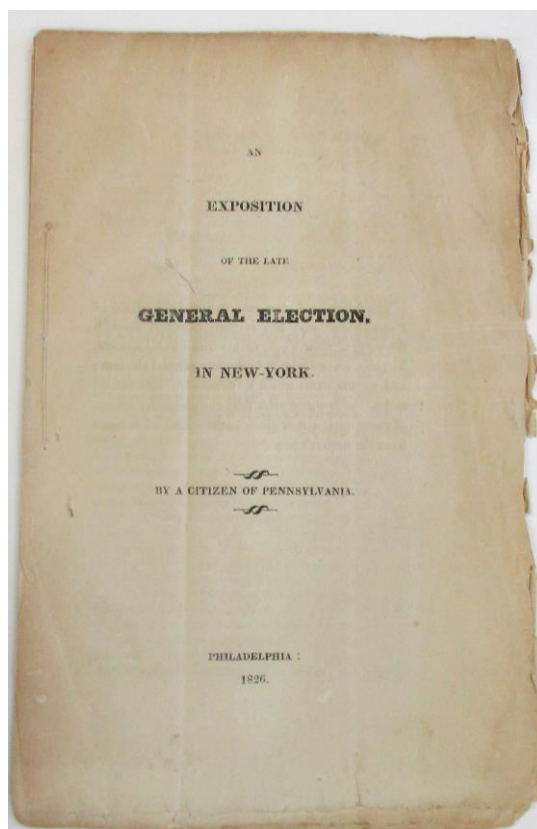 AN
EXPOSITION
OF THE LATE
GENERAL ELECTION,
IN NEW-YORK.
BY A CITIZEN OF PENNSYLVANIA.
PHILADELPHIA :
1826.